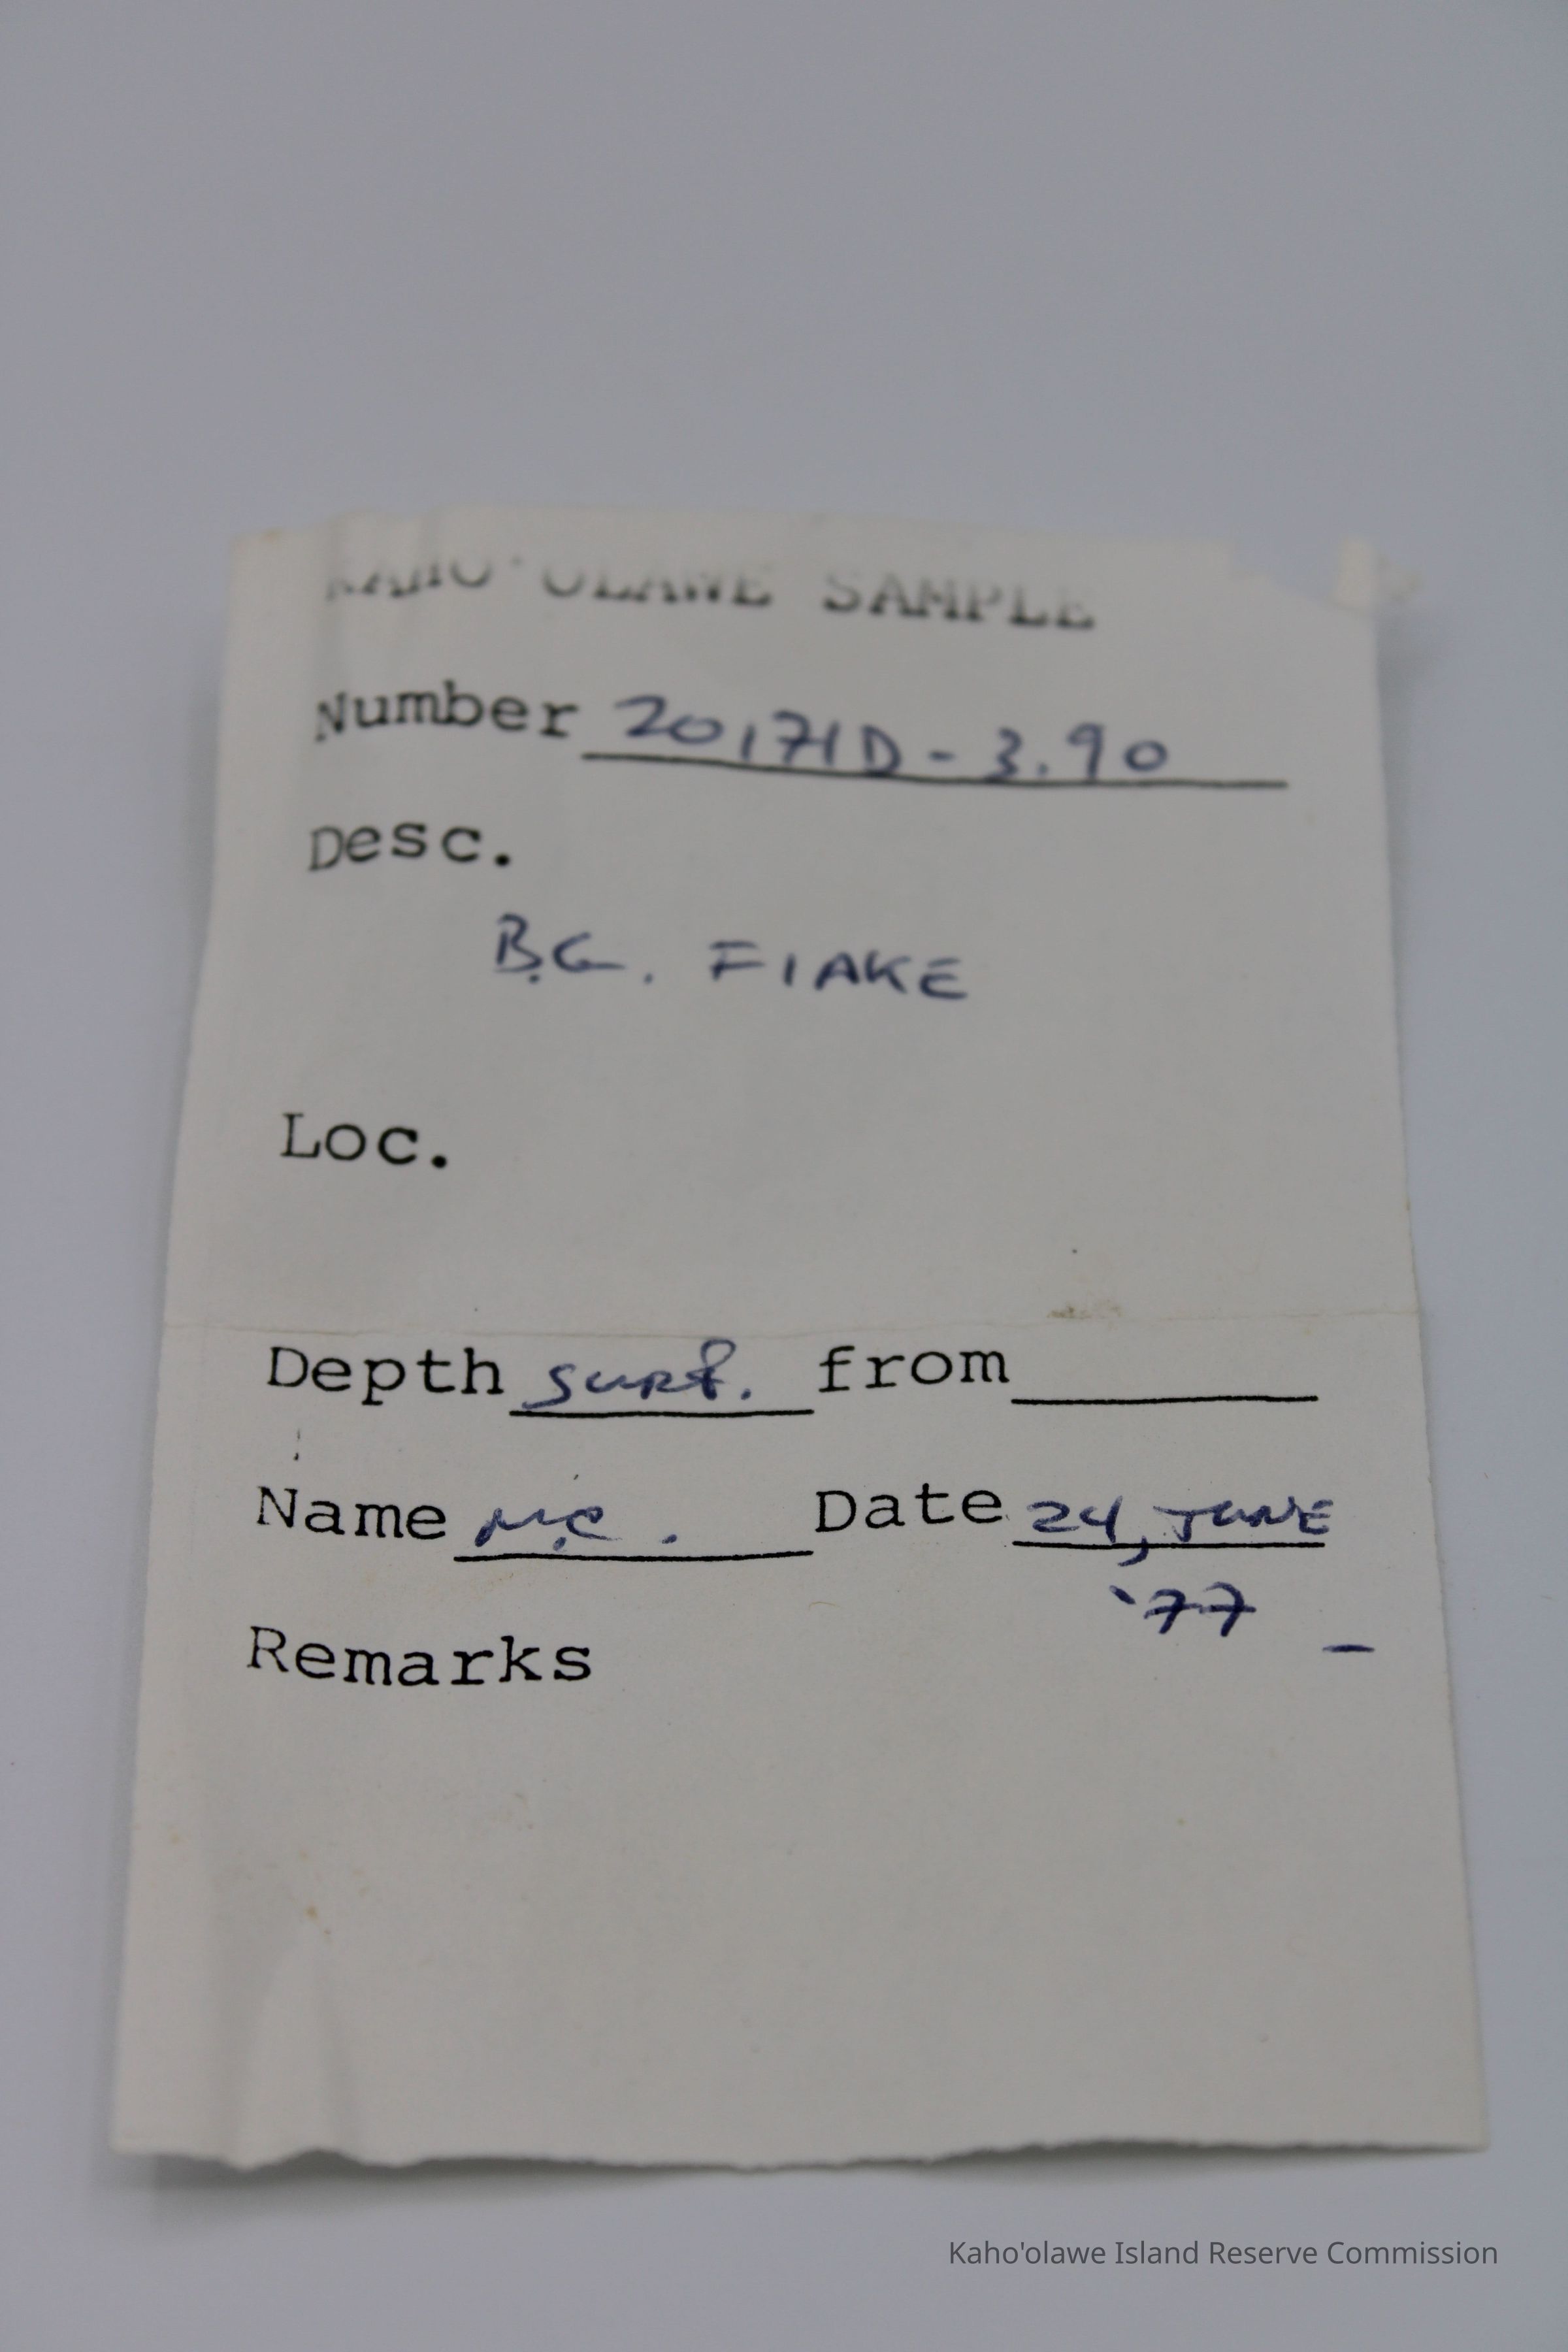 KAHO'OLAWE SAMPLE
Number 20171D - 3.90
Desc.
B.G. FLAKE
Loc.
Depth surf. from
Name M.C. Date 24, JUNE
'77
Remarks
Kaho'olawe Island Reserve Commission